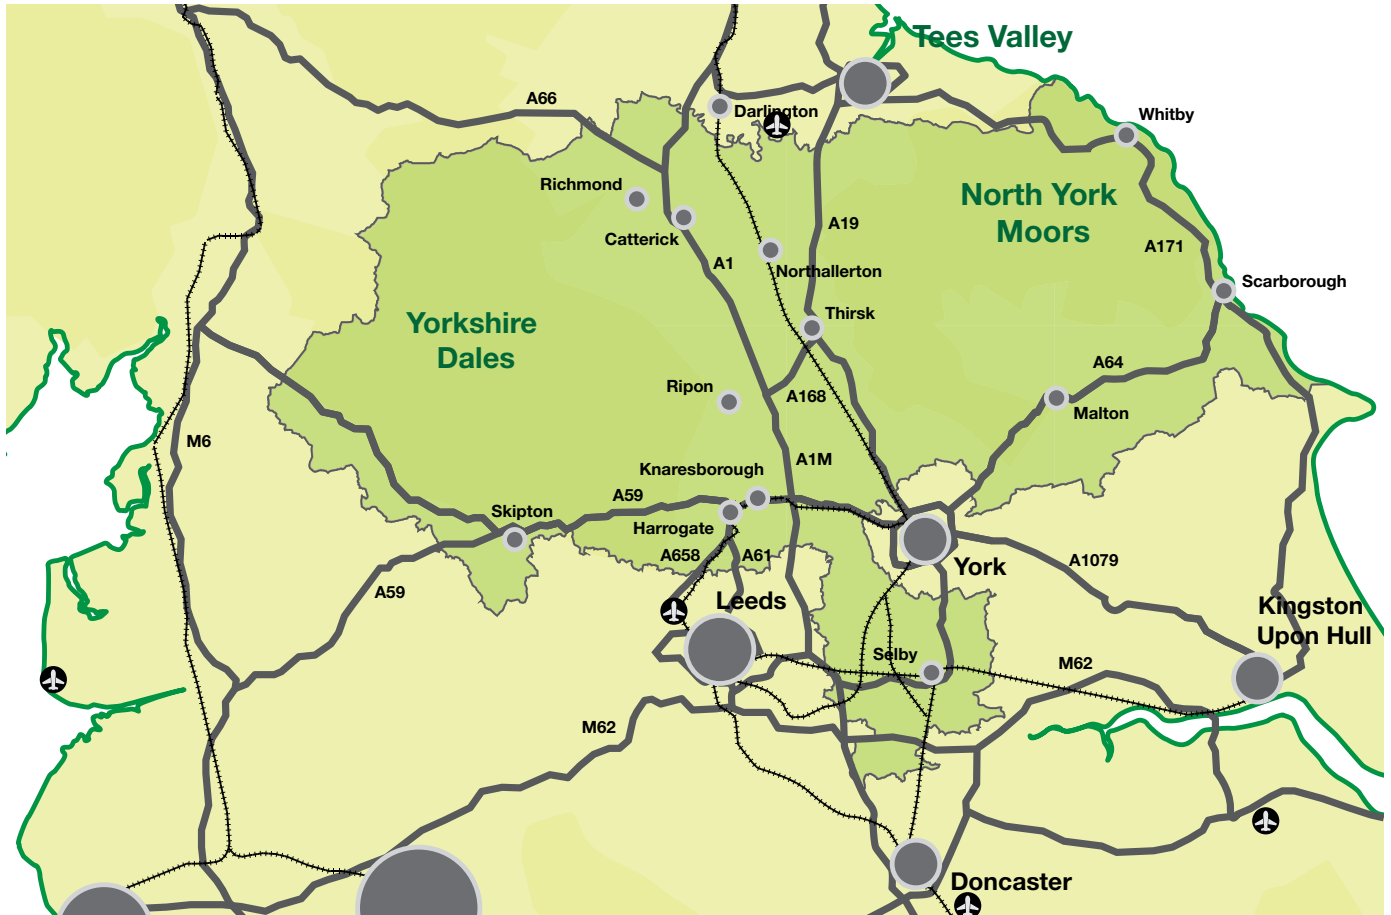 Tees Valley
A66
Darlington
Whitby
Richmond
North York
Moors
Catterick
A19
A1
A171
Northallerton
Scarborough
Yorkshire
Dales
Thirsk
A64
Ripon
A168
Malton
M6
A1M
Knaresborough
A59
Skipton
Harrogate
A658
A61
York
A1079
A59
Leeds
Kingston
Upon Hull
Selby
M62
M62
Doncaster